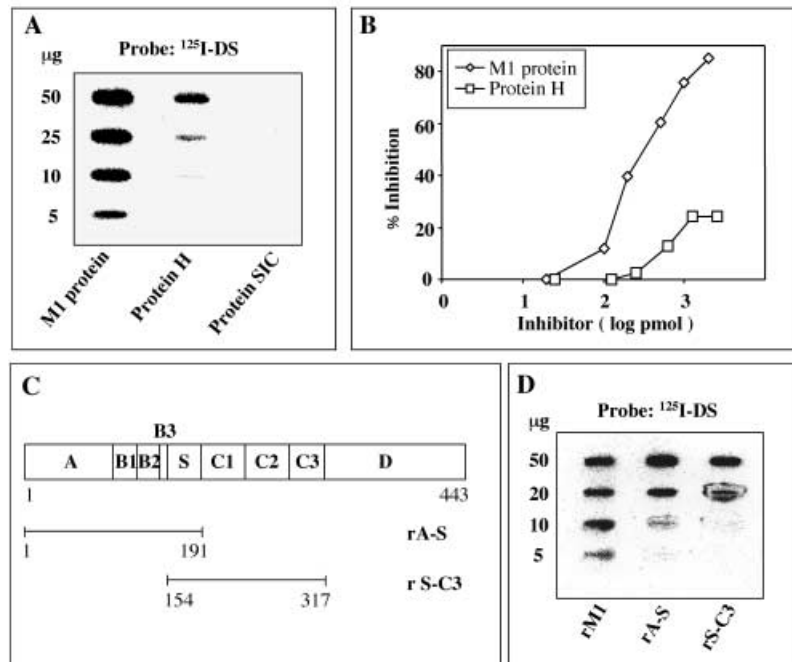 A
Probe: ¹²⁵I-DS
µg
50
25
10
5
M1 protein
Protein H
Protein SIC
B
% Inhibition
80
60
40
20
0
M1 protein
Protein H
0 1 2 3
Inhibitor ( log pmol )
C
B3
A B1 B2 S C1 C2 C3 D
1 443
rA-S
1 191
r S-C3
154 317
D
Probe: ¹²⁵I-DS
µg
50
20
10
5
rM1
rA-S
rS-C3